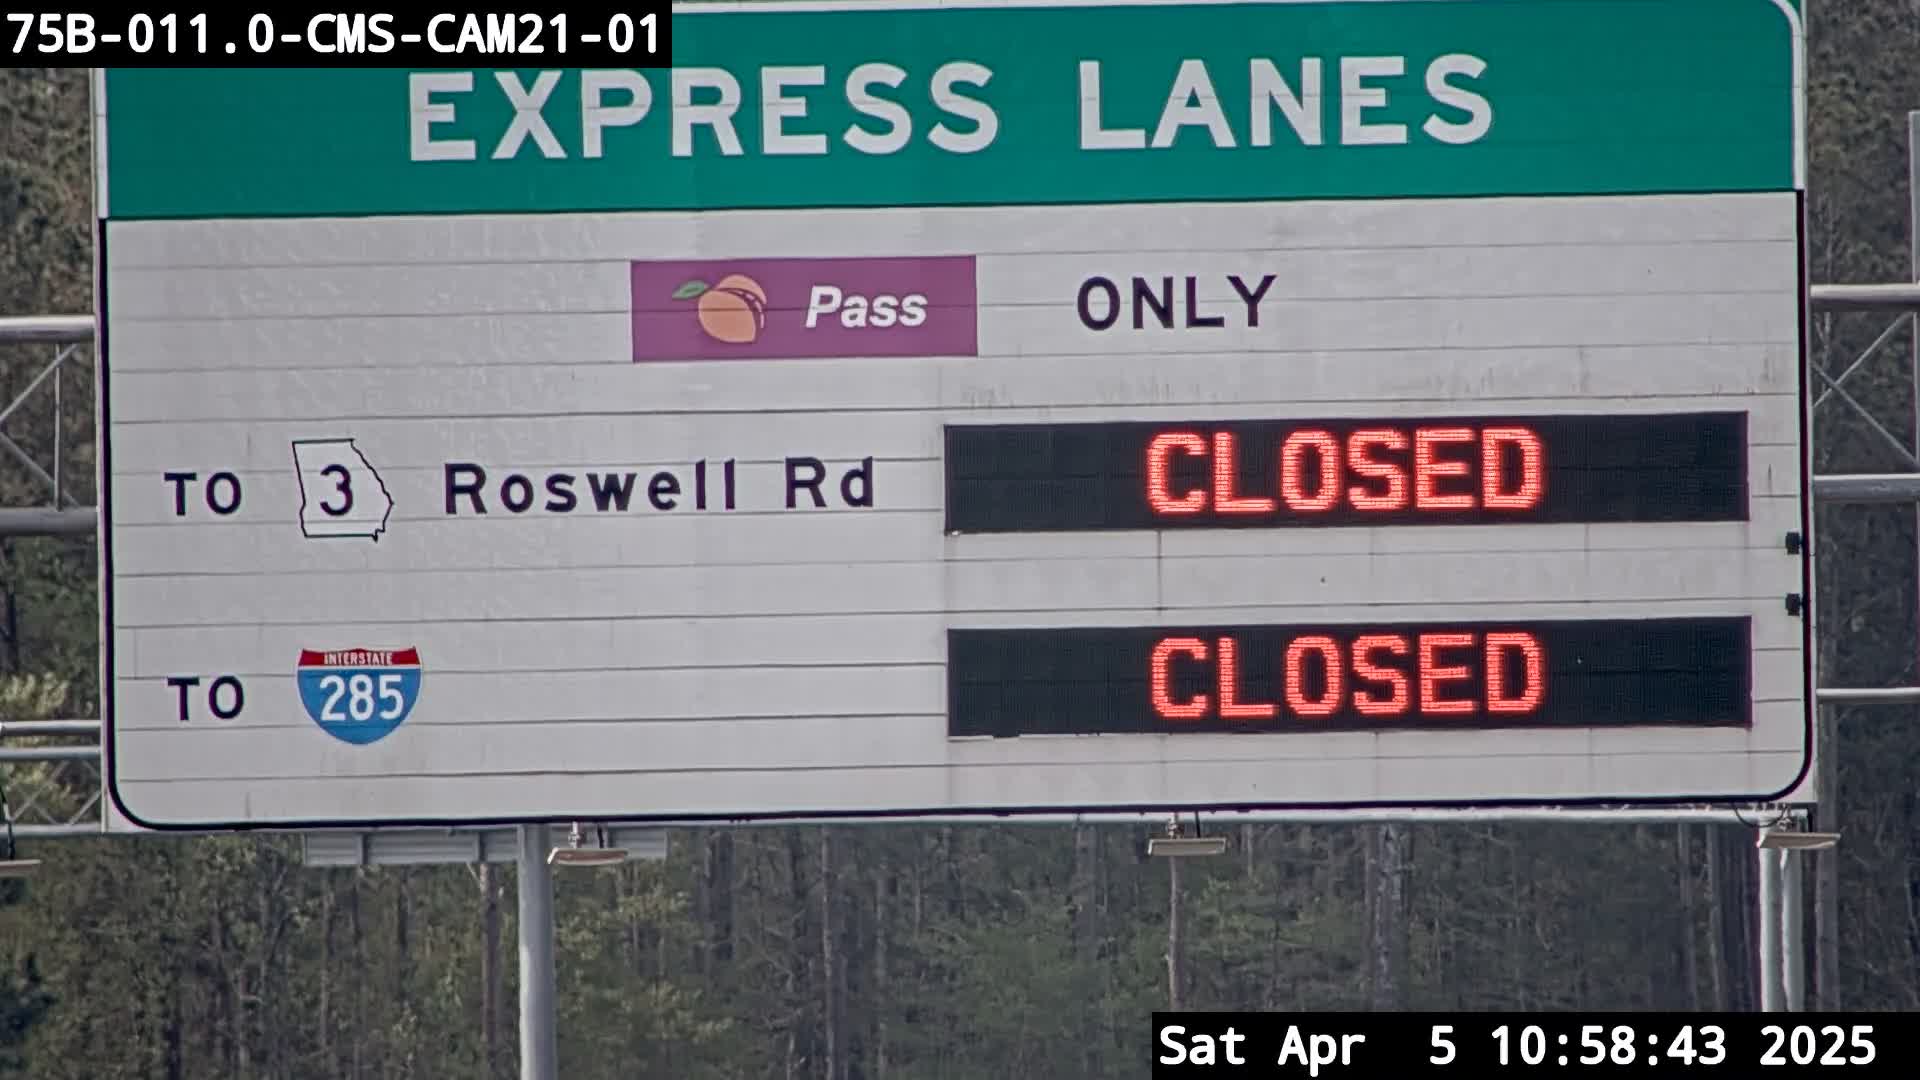 75B-011.0-CMS-CAM21-01
EXPRESS LANES
Pass ONLY
TO 3 Roswell Rd CLOSED
INTERSTATE
TO 285 CLOSED
Sat Apr 5 10:58:43 2025